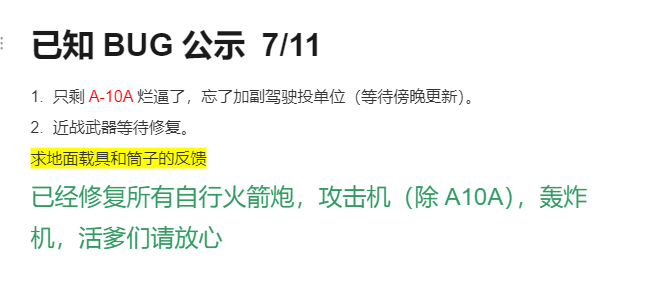 已知 BUG 公示 7/11
1. 只剩 A-10A 烂逼了，忘了加副驾驶投单位（等待傍晚更新）。
2. 近战武器等待修复。
求地面载具和筒子的反馈
已经修复所有自行火箭炮，攻击机（除 A10A），轰炸
机，活爹们请放心